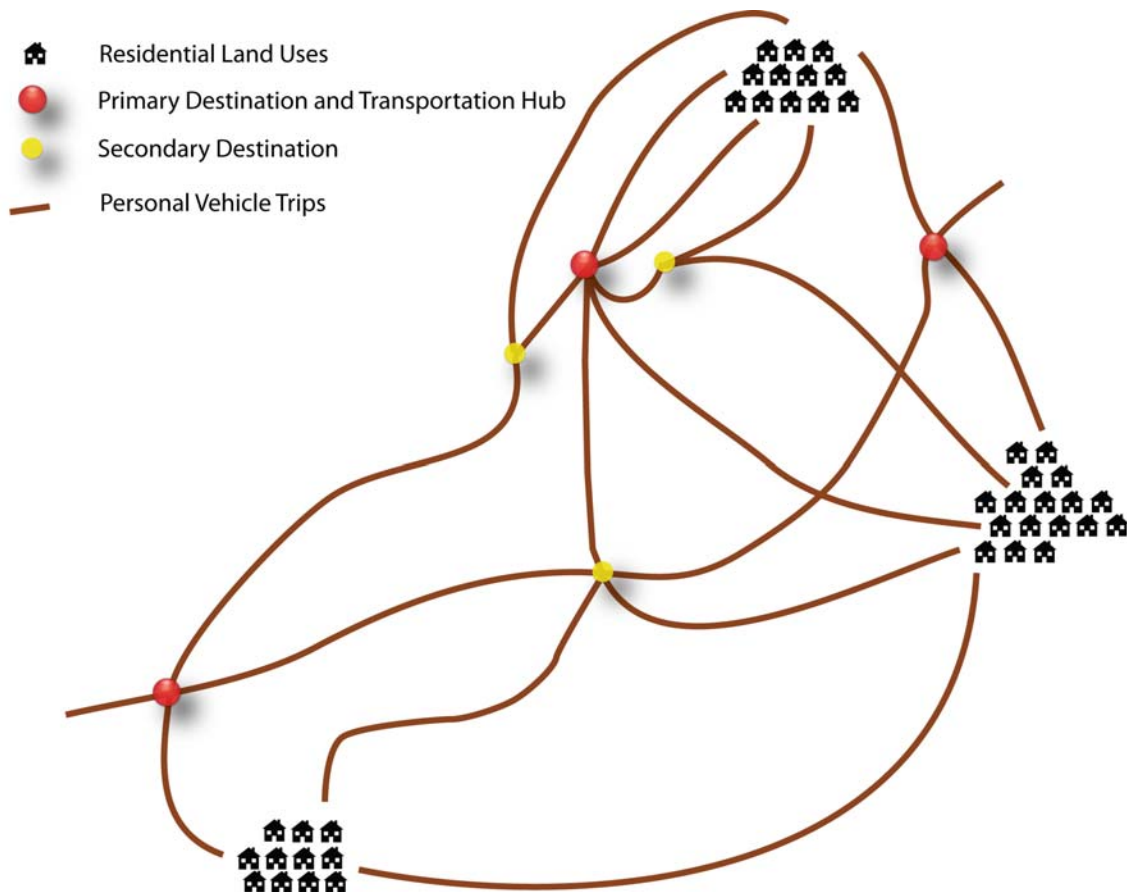 Residential Land Uses
Primary Destination and Transportation Hub
Secondary Destination
Personal Vehicle Trips